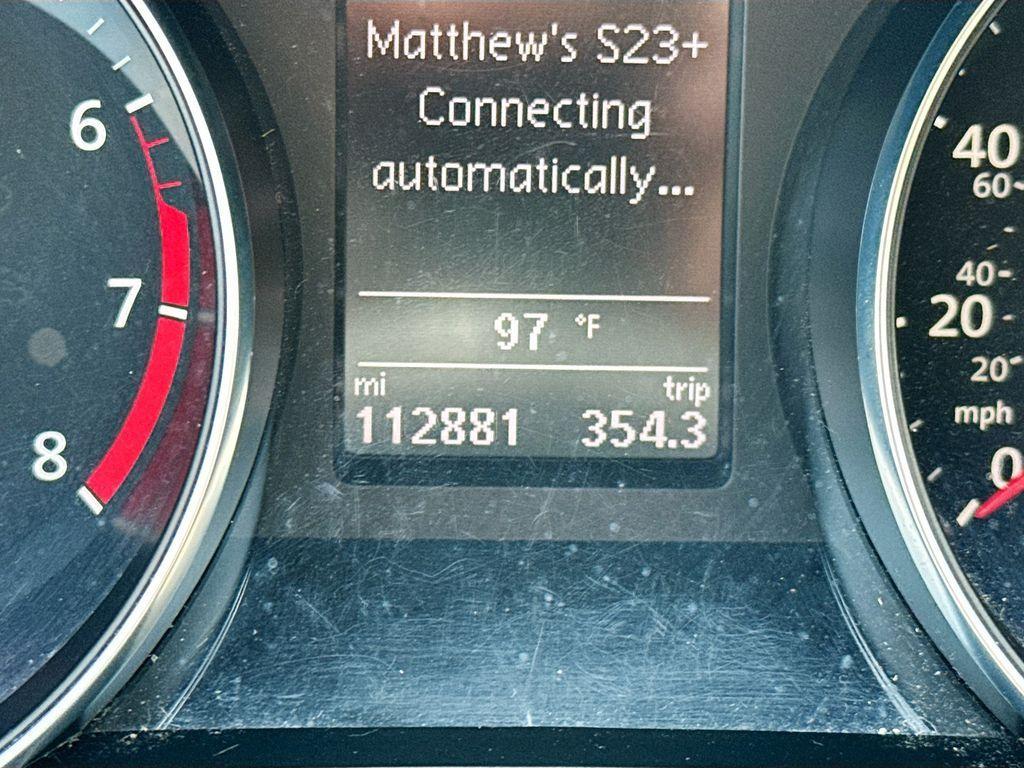 Matthew's S23+
Connecting
automatically...
97 °F
mi trip
112881 354.3
6
7
8
40
60
40
20
20
mph
0